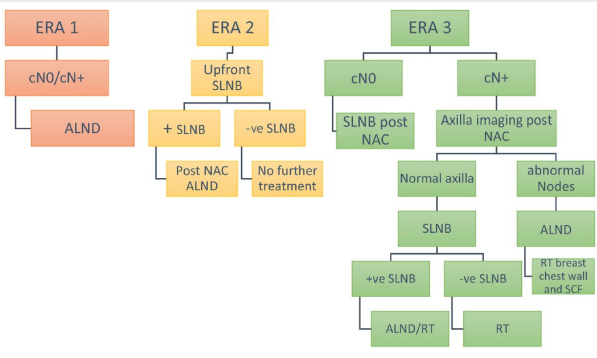 ERA 1
cN0/cN+
ALND
ERA 2
Upfront
SLNB
+ SLNB
-ve SLNB
Post NAC
ALND
No further
treatment
ERA 3
cN0
cN+
SLNB post
NAC
Axilla imaging post
NAC
Normal axilla
abnormal
Nodes
SLNB
ALND
+ve SLNB
-ve SLNB
RT breast
chest wall
and SCF
ALND/RT
RT